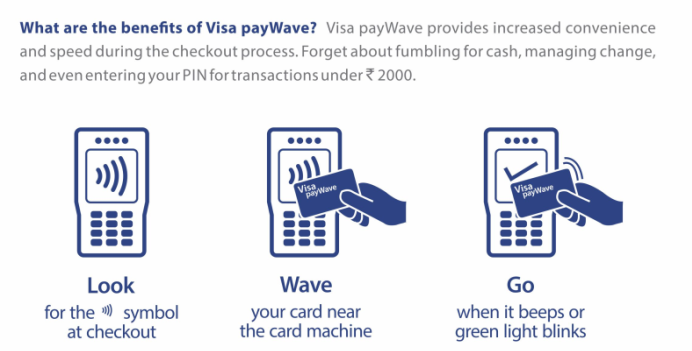 What are the benefits of Visa payWave? Visa payWave provides increased convenience
and speed during the checkout process. Forget about fumbling for cash, managing change,
and even entering your PIN for transactions under ₹ 2000.
Visa
payWave
Visa
payWave
Look
Wave
Go
for the symbol
at checkout
your card near
the card machine
when it beeps or
green light blinks